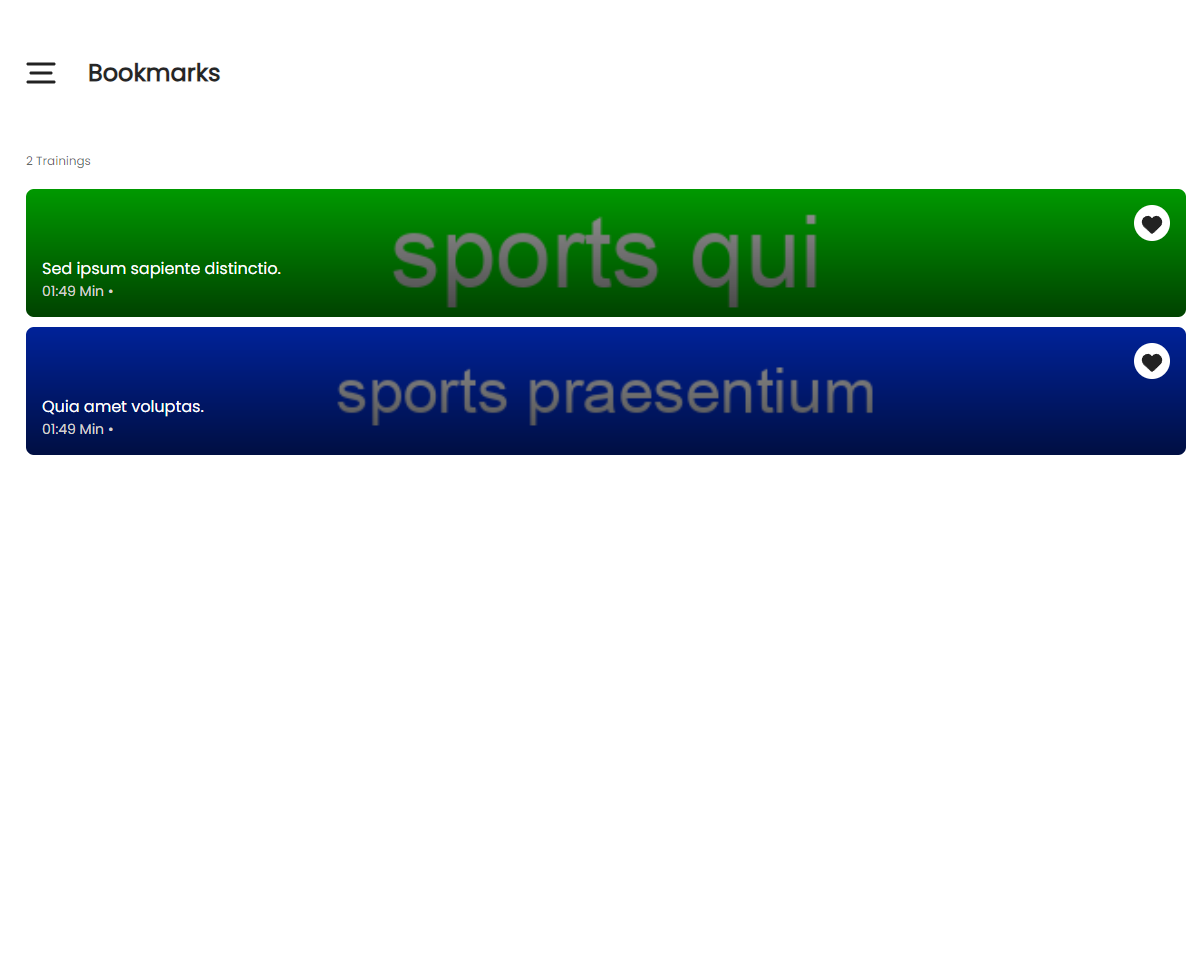 Bookmarks
2 Trainings
sports qui
Sed ipsum sapiente distinctio.
01:49 Min •
sports praesentium
Quia amet voluptas.
01:49 Min •